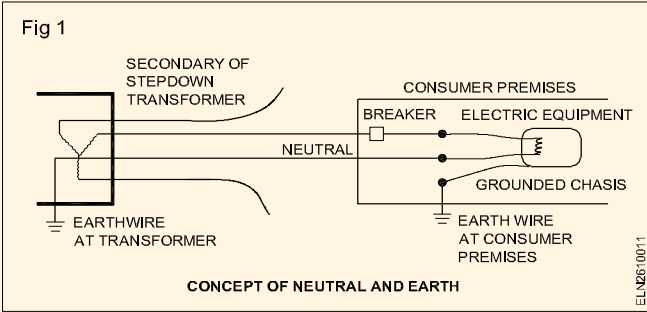 Fig 1
SECONDARY OF
STEPDOWN
TRANSFORMER
CONSUMER PREMISES
BREAKER
ELECTRIC EQUIPMENT
NEUTRAL
GROUNDED CHASIS
EARTHWIRE
AT TRANSFORMER
EARTH WIRE
AT CONSUMER
PREMISES
CONCEPT OF NEUTRAL AND EARTH
ELN2610011